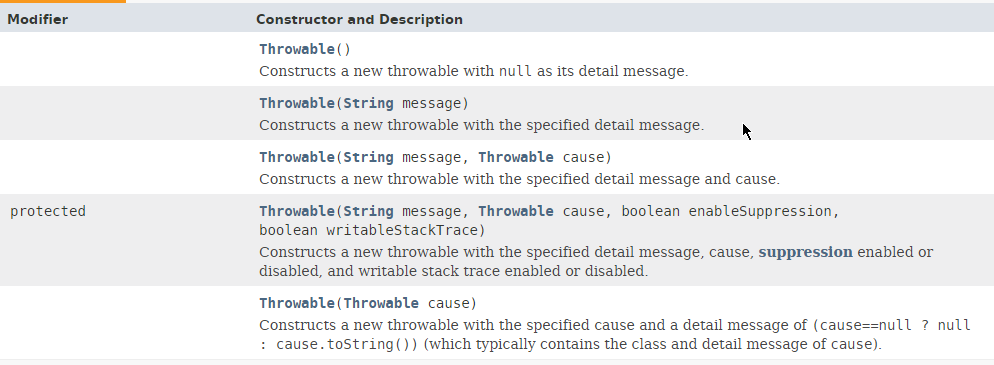 Modifier Constructor and Description
Throwable()
Constructs a new throwable with null as its detail message.
Throwable(String message)
Constructs a new throwable with the specified detail message.
Throwable(String message, Throwable cause)
Constructs a new throwable with the specified detail message and cause.
protected Throwable(String message, Throwable cause, boolean enableSuppression,
boolean writableStackTrace)
Constructs a new throwable with the specified detail message, cause, suppression enabled or
disabled, and writable stack trace enabled or disabled.
Throwable(Throwable cause)
Constructs a new throwable with the specified cause and a detail message of (cause==null ? null
: cause.toString()) (which typically contains the class and detail message of cause).